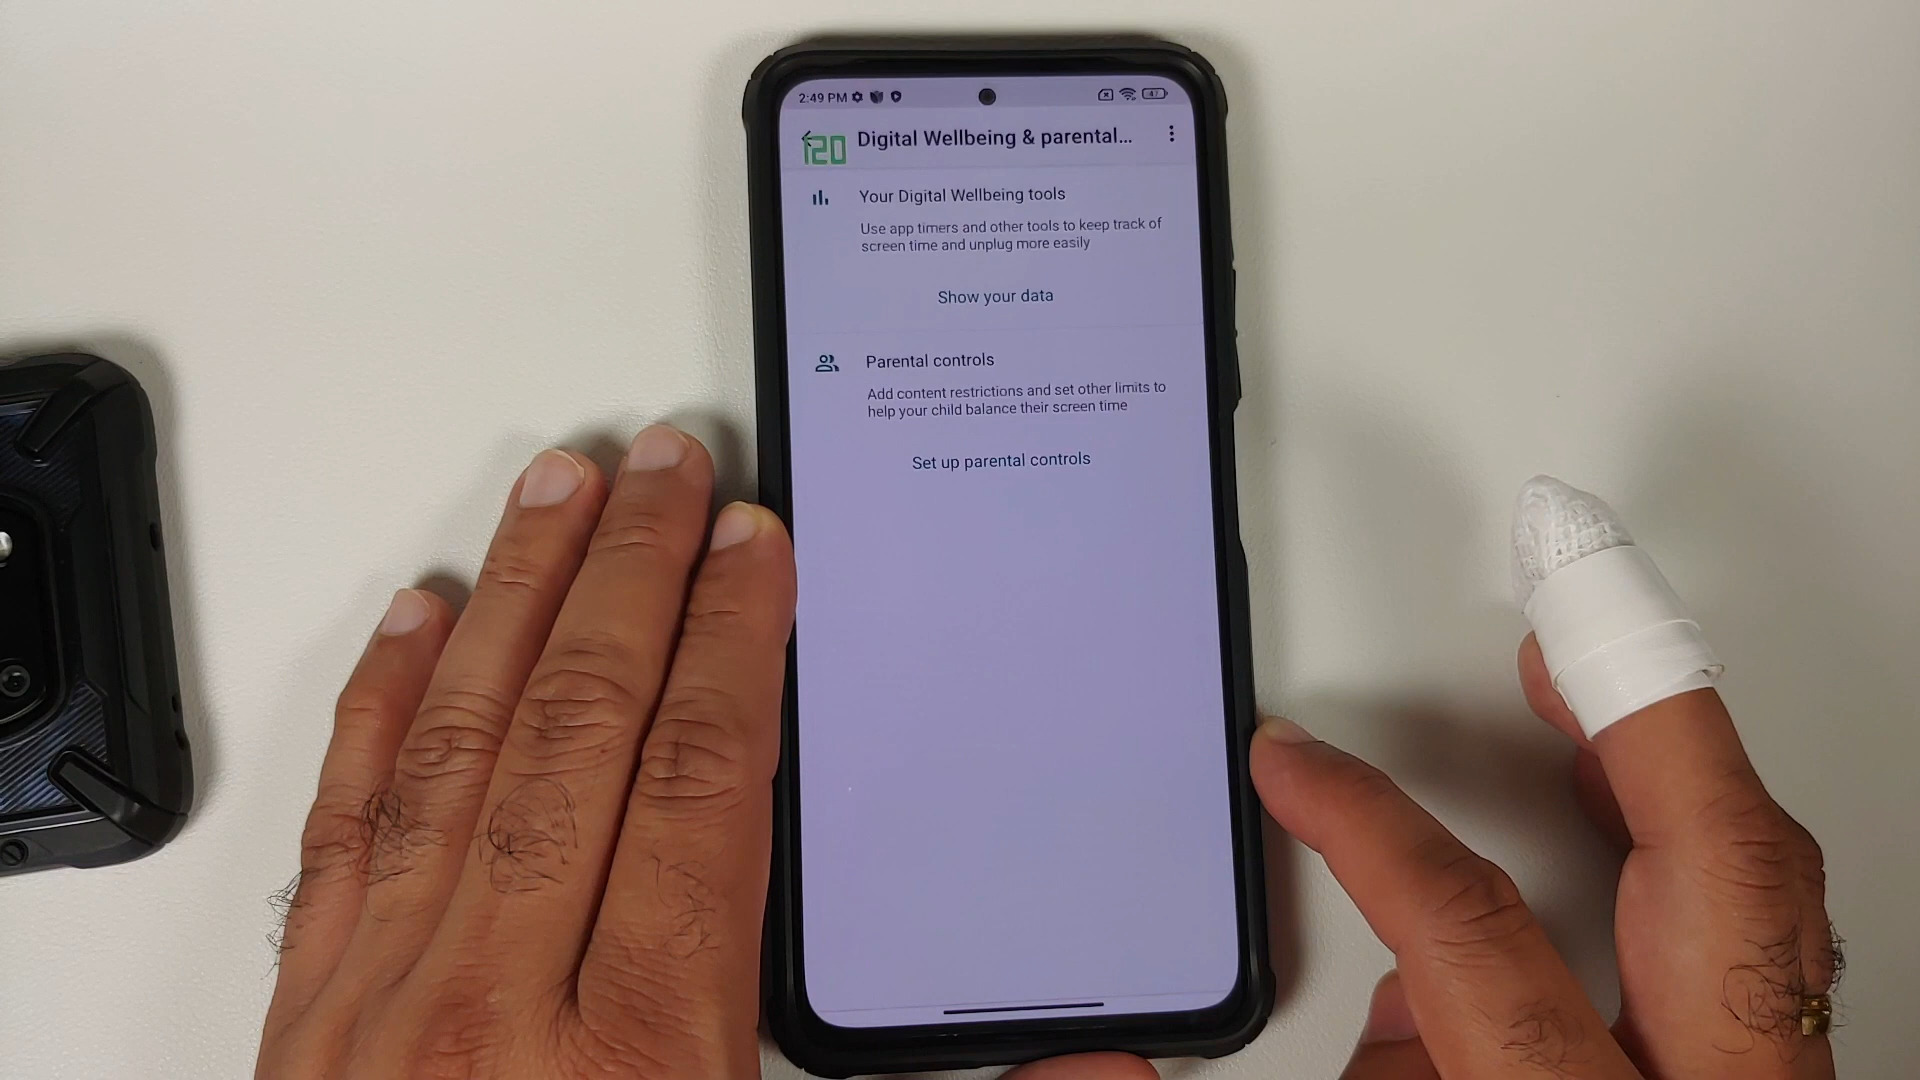 2:49 PM
47
120
Digital Wellbeing & parental...
Your Digital Wellbeing tools
Use app timers and other tools to keep track of
screen time and unplug more easily
Show your data
Parental controls
Add content restrictions and set other limits to
help your child balance their screen time
Set up parental controls